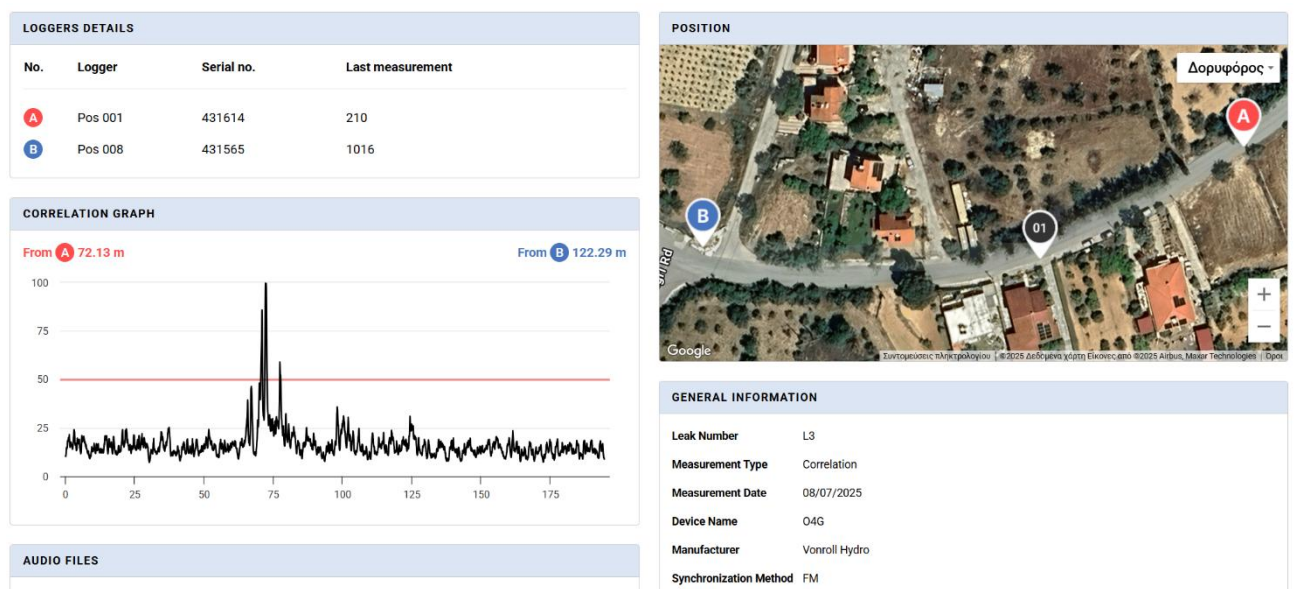 LOGGERS DETAILS
No. Logger Serial no. Last measurement
A Pos 001 431614 210
B Pos 008 431565 1016
CORRELATION GRAPH
From A 72.13 m From B 122.29 m
100
75
50
25
0
0 25 50 75 100 125 150 175
AUDIO FILES
POSITION
Δορυφόρος
A
B
01
Google
Συντομεύσεις πληκτρολογίου ©2025 Δεδομένα χάρτη Εικόνες από ©2025 Airbus, Maxar Technologies Όροι
GENERAL INFORMATION
Leak Number L3
Measurement Type Correlation
Measurement Date 08/07/2025
Device Name O4G
Manufacturer Vonroll Hydro
Synchronization Method FM